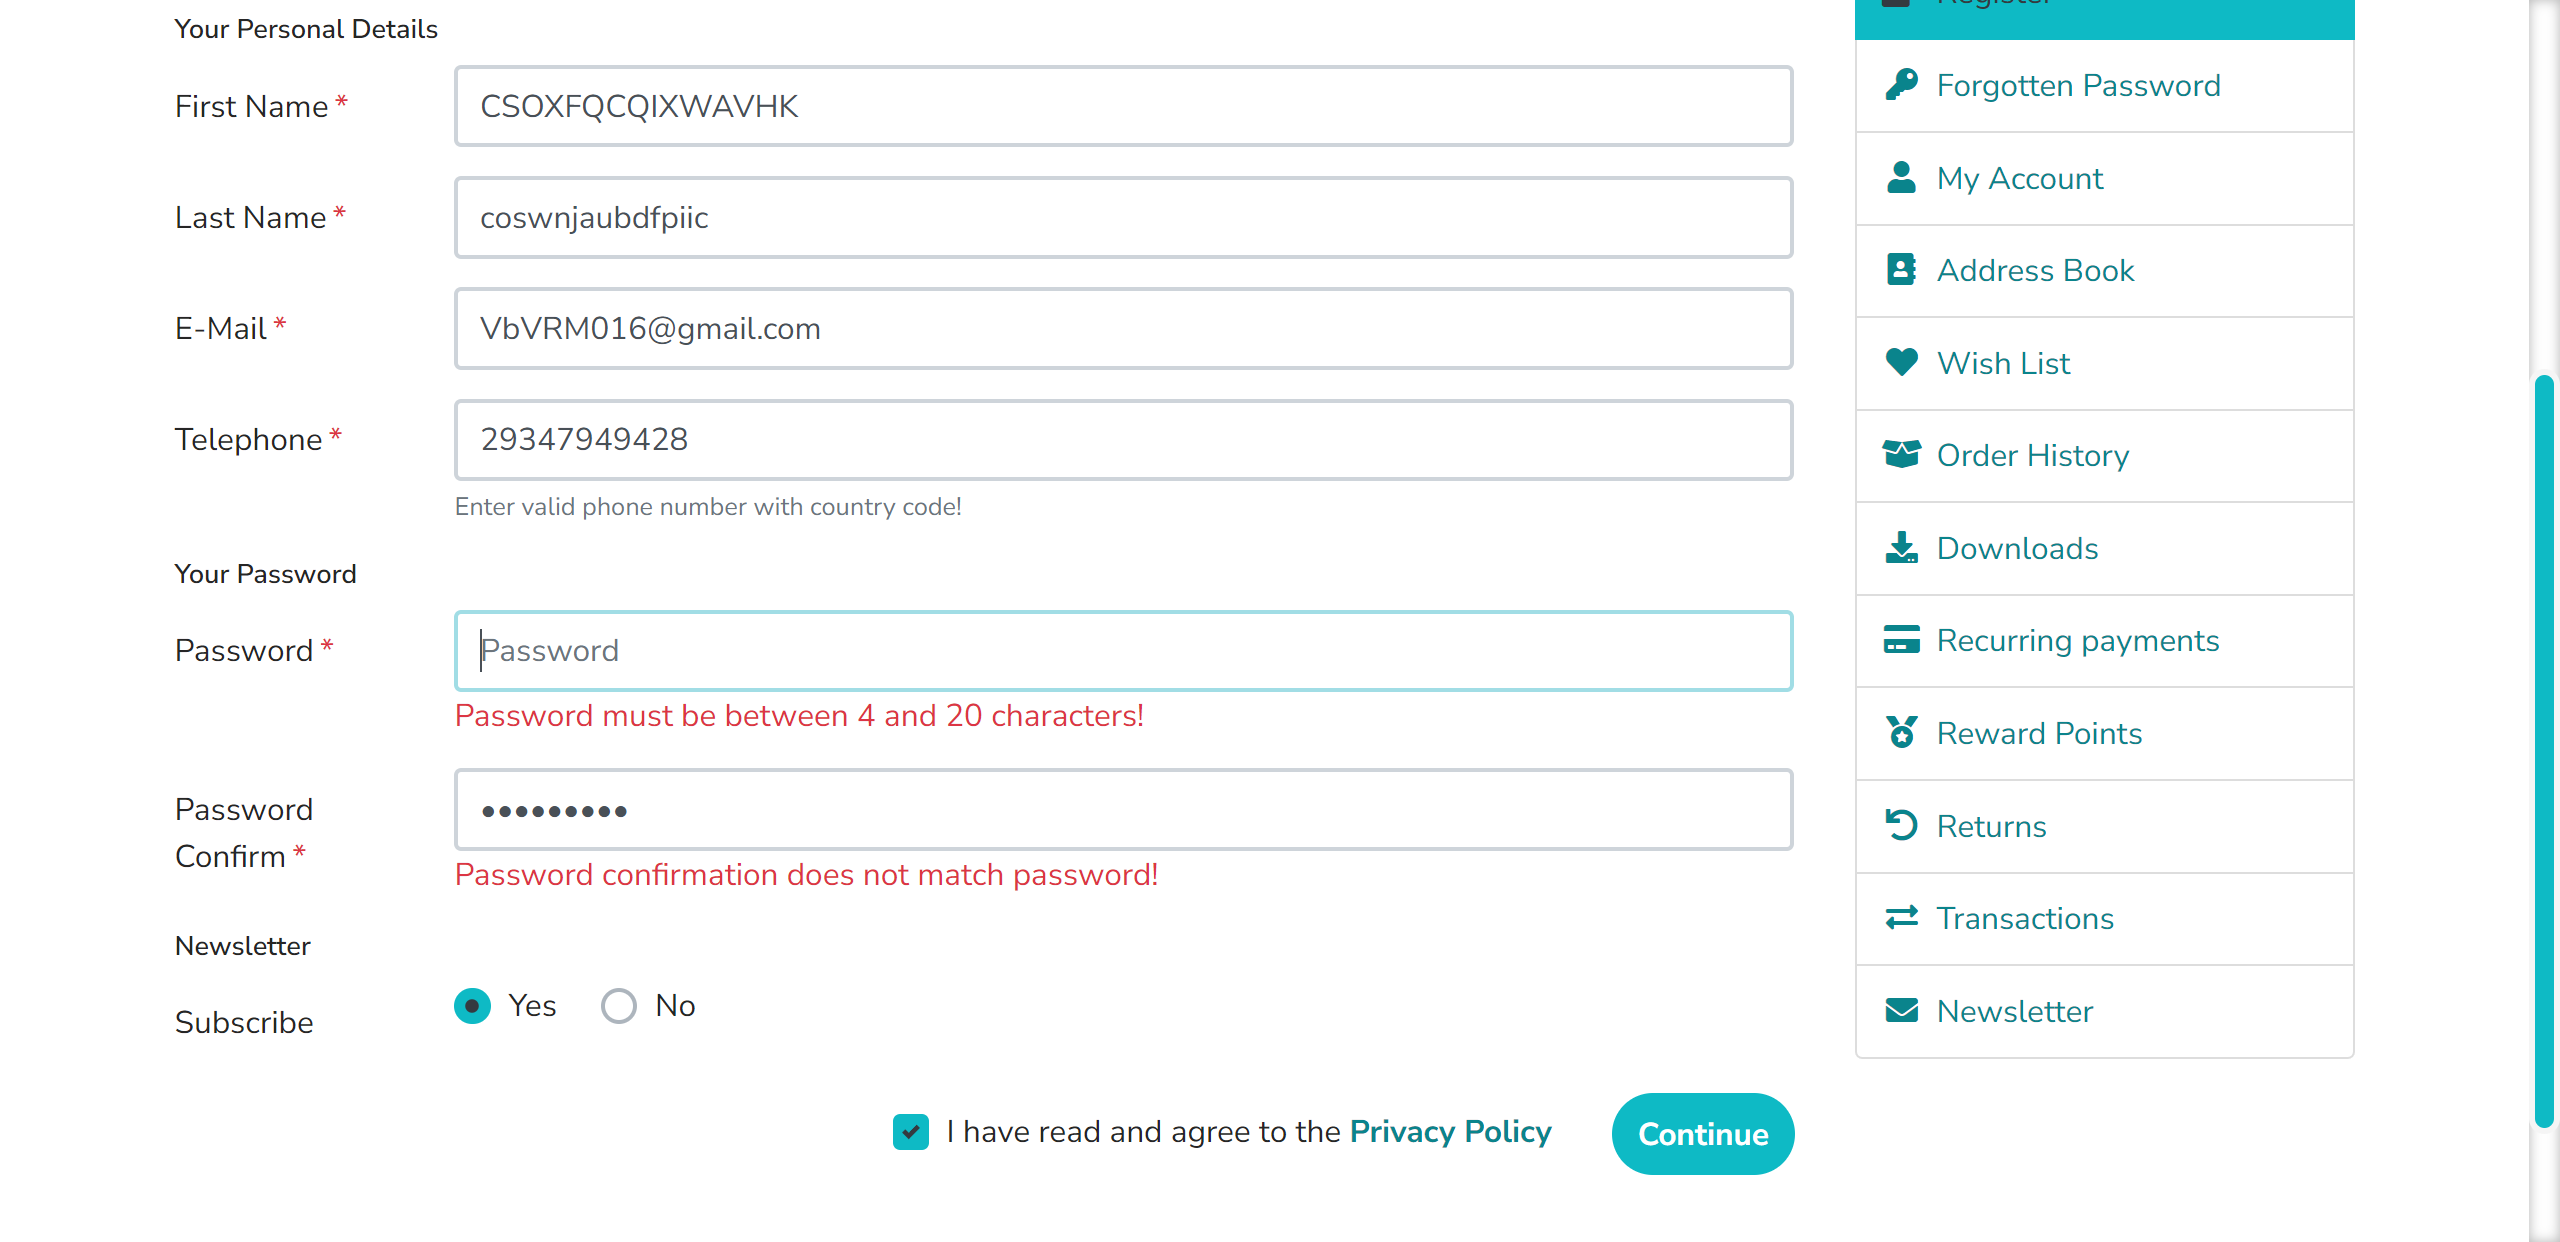 Your Personal Details
First Name *
CSOXFQCQIXWAVHK
Last Name *
coswnjaubdfpiic
E-Mail *
VbVRM016@gmail.com
Telephone *
29347949428
Enter valid phone number with country code!
Your Password
Password *
Password
Password must be between 4 and 20 characters!
Password
Confirm *
•••••••••
Password confirmation does not match password!
Newsletter
Subscribe
Yes
No
I have read and agree to the Privacy Policy
Continue
Register
Forgotten Password
My Account
Address Book
Wish List
Order History
Downloads
Recurring payments
Reward Points
Returns
Transactions
Newsletter